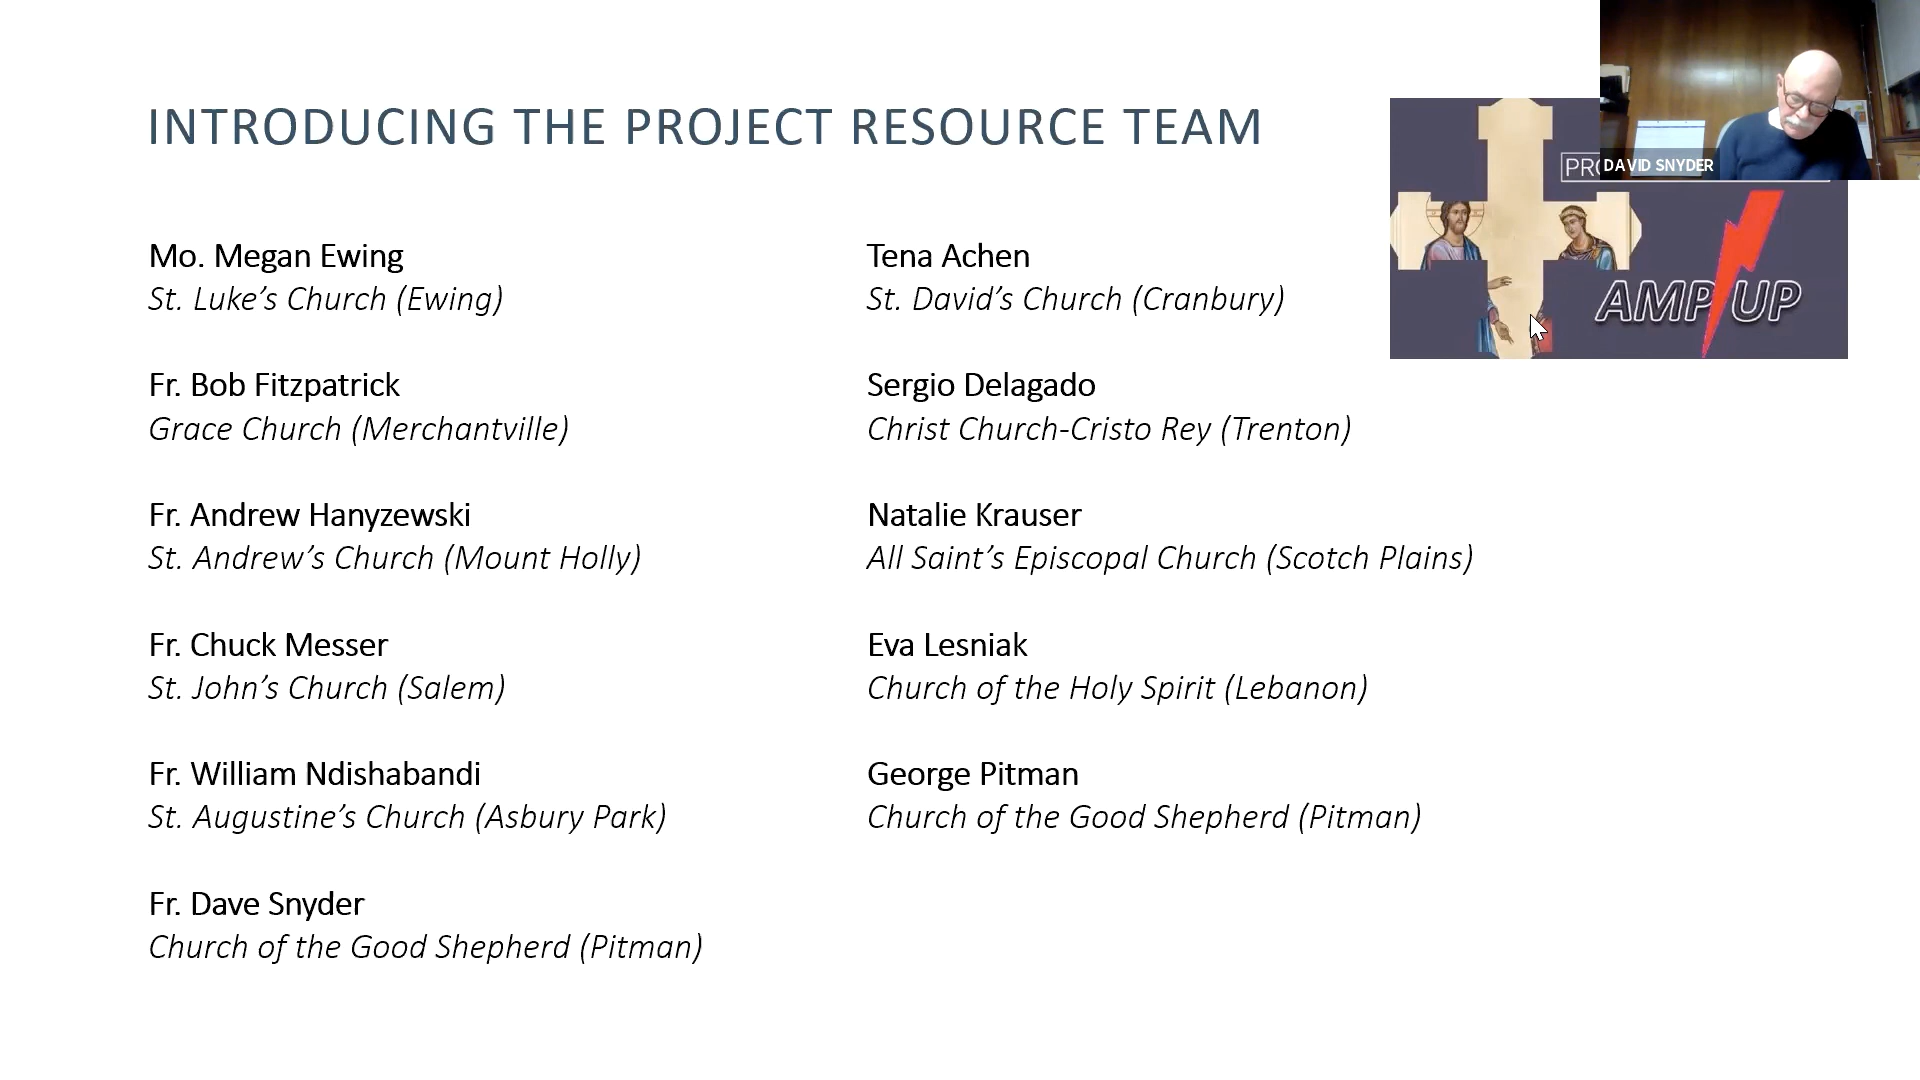 INTRODUCING THE PROJECT RESOURCE TEAM
Mo. Megan Ewing
St. Luke’s Church (Ewing)
Fr. Bob Fitzpatrick
Grace Church (Merchantville)
Fr. Andrew Hanyzewski
St. Andrew’s Church (Mount Holly)
Fr. Chuck Messer
St. John’s Church (Salem)
Fr. William Ndishabandi
St. Augustine’s Church (Asbury Park)
Fr. Dave Snyder
Church of the Good Shepherd (Pitman)
Tena Achen
St. David’s Church (Cranbury)
Sergio Delagado
Christ Church-Cristo Rey (Trenton)
Natalie Krauser
All Saint’s Episcopal Church (Scotch Plains)
Eva Lesniak
Church of the Holy Spirit (Lebanon)
George Pitman
Church of the Good Shepherd (Pitman)
DAVID SNYDER
AMP UP